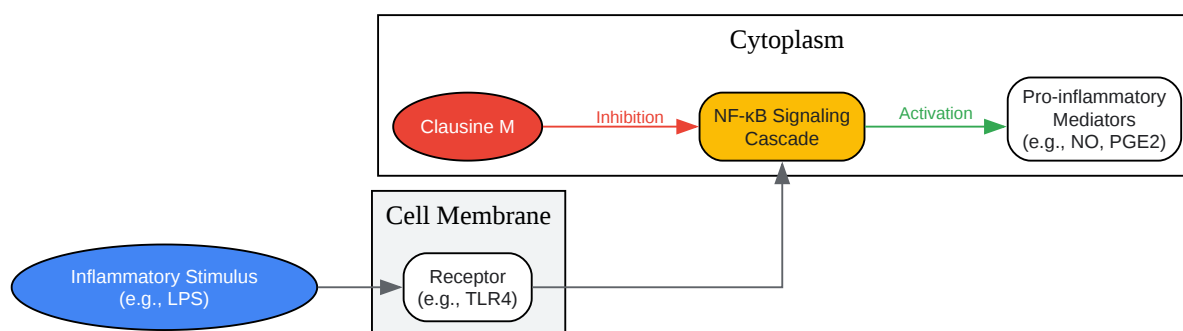 Cytoplasm
Clausine M
Inhibition
NF-κB Signaling
Cascade
Activation
Pro-inflammatory
Mediators
(e.g., NO, PGE2)
Cell Membrane
Inflammatory Stimulus
(e.g., LPS)
Receptor
(e.g., TLR4)